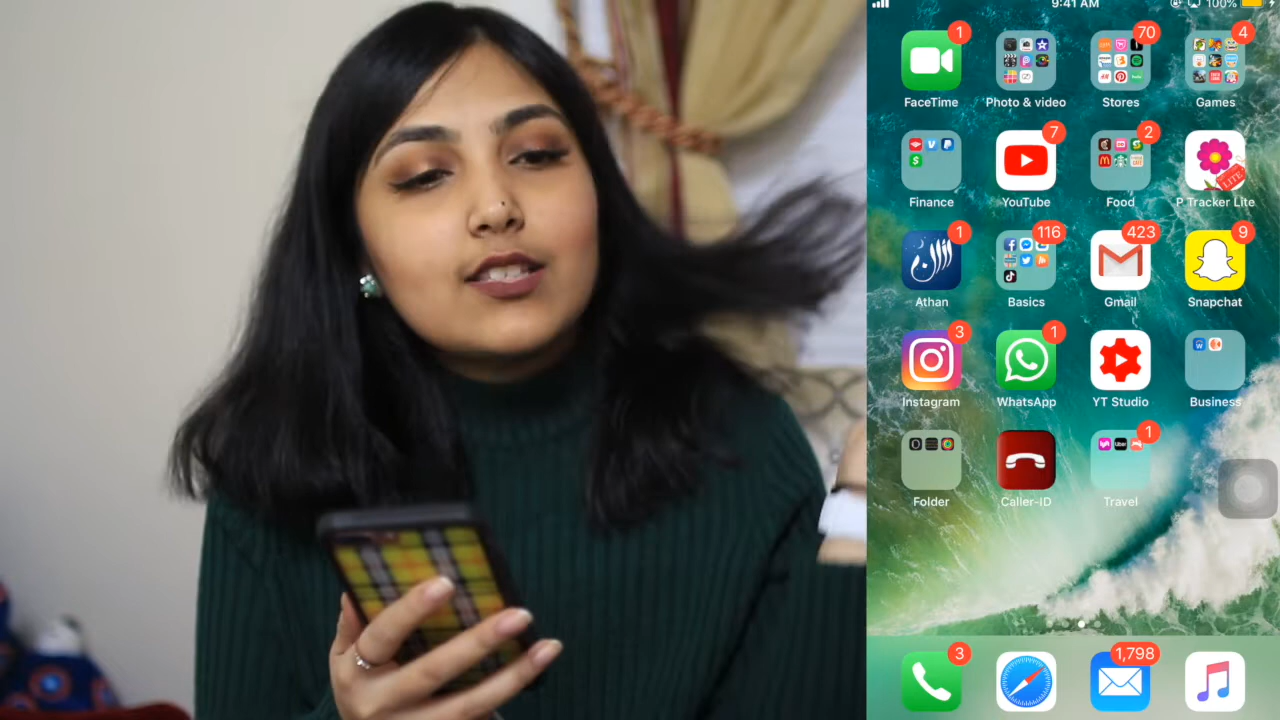 9:41 AM 100%
1 70 4
FaceTime Photo & video Stores Games
7 2
LITE
Finance YouTube Food P Tracker Lite
1 116 423 9
Athan Basics Gmail Snapchat
3 1
Instagram WhatsApp YT Studio Business
1
Folder Caller-ID Travel
3 1,798